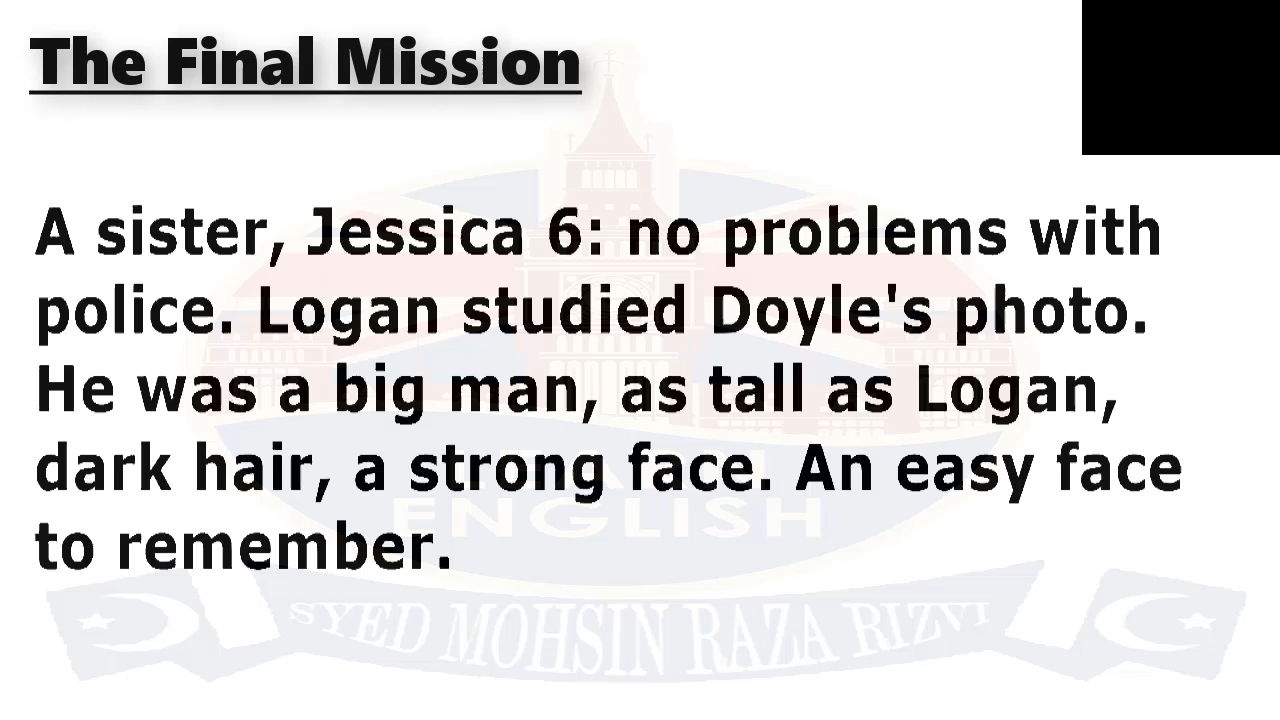 The Final Mission
A sister, Jessica 6: no problems with
police. Logan studied Doyle's photo.
He was a big man, as tall as Logan,
dark hair, a strong face. An easy face
to remember.
ENGLISH
SYED MOHSIN RAZA RIZVI